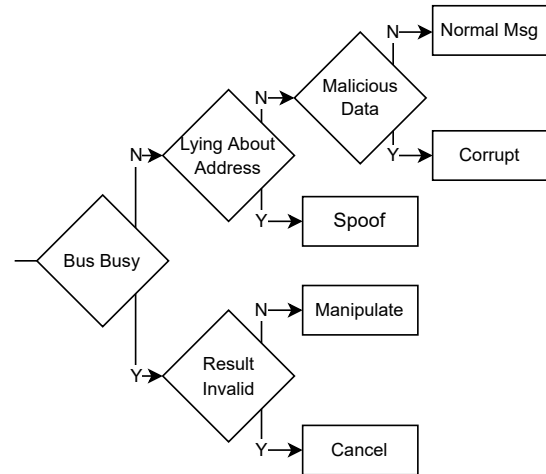 N
Normal Msg
Malicious
Data
N
Y
Corrupt
Lying About
Address
N
Y
Spoof
Bus Busy
N
Manipulate
Result
Invalid
Y
Y
Cancel